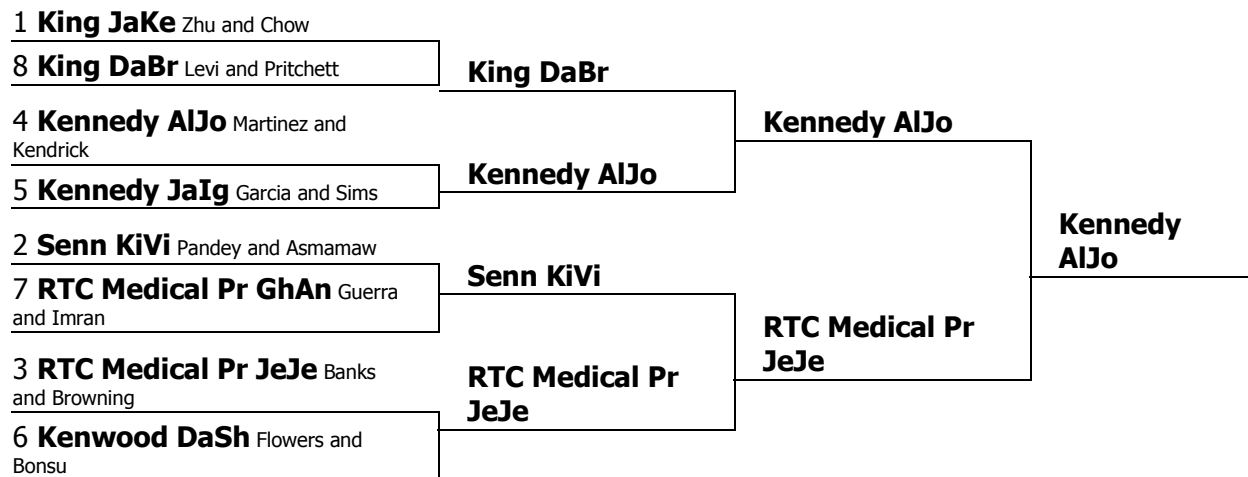 1 King JaKe Zhu and Chow
8 King DaBr Levi and Pritchett
King DaBr
4 Kennedy AlJo Martinez and
Kendrick
Kennedy AlJo
5 Kennedy JaIg Garcia and Sims
Kennedy AlJo
2 Senn KiVi Pandey and Asmamaw
Kennedy
AlJo
7 RTC Medical Pr GhAn Guerra
and Imran
Senn KiVi
3 RTC Medical Pr JeJe Banks
and Browning
RTC Medical Pr
JeJe
RTC Medical Pr
JeJe
6 Kenwood DaSh Flowers and
Bonsu